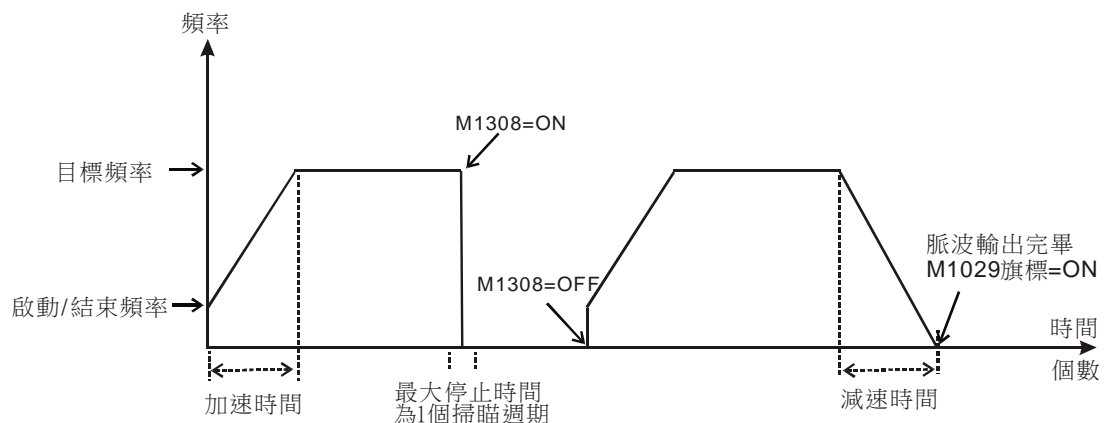 頻率
M1308=ON
目標頻率
脈波輸出完畢
M1029旗標=ON
M1308=OFF
啟動/結束頻率
時間
個數
加速時間
最大停止時間
為1個掃瞄週期
減速時間